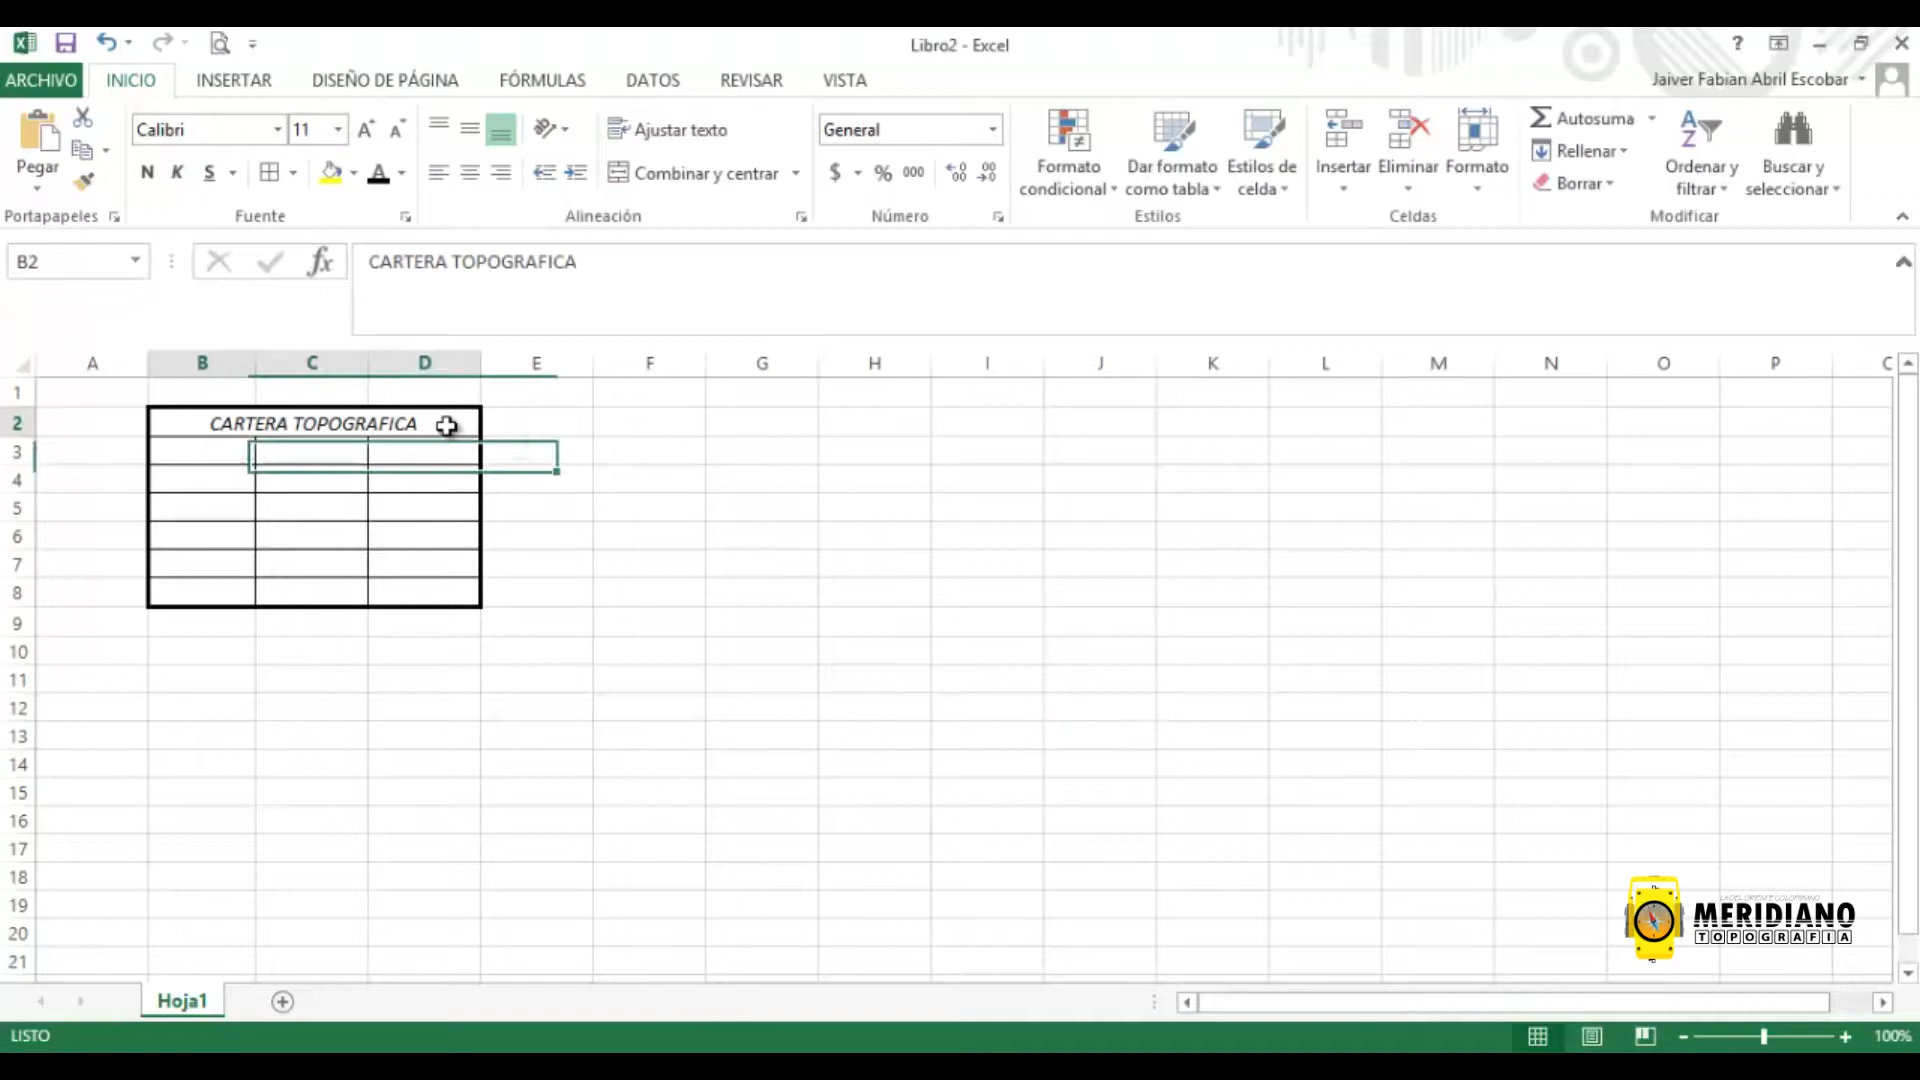 Libro2 - Excel
?
ARCHIVO INICIO INSERTAR DISEÑO DE PÁGINA FÓRMULAS DATOS REVISAR VISTA
Jaiver Fabian Abril Escobar
Pegar
Portapapeles
Calibri 11
N K S A
Fuente
Ajustar texto
Combinar y centrar
Alineación
General
$ % 000
Número
Formato condicional
Dar formato como tabla
Estilos de celda
Estilos
Insertar Eliminar Formato
Celdas
Autosuma
Rellenar
Borrar
Ordenar y filtrar
Buscar y seleccionar
Modificar
B2 fx CARTERA TOPOGRAFICA
A B C D E F G H I J K L M N O P
1
2 CARTERA TOPOGRAFICA
3
4
5
6
7
8
9
10
11
12
13
14
15
16
17
18
19
20
21
MERIDIANO
TOPOGRAFIA
Hoja1
LISTO
100%